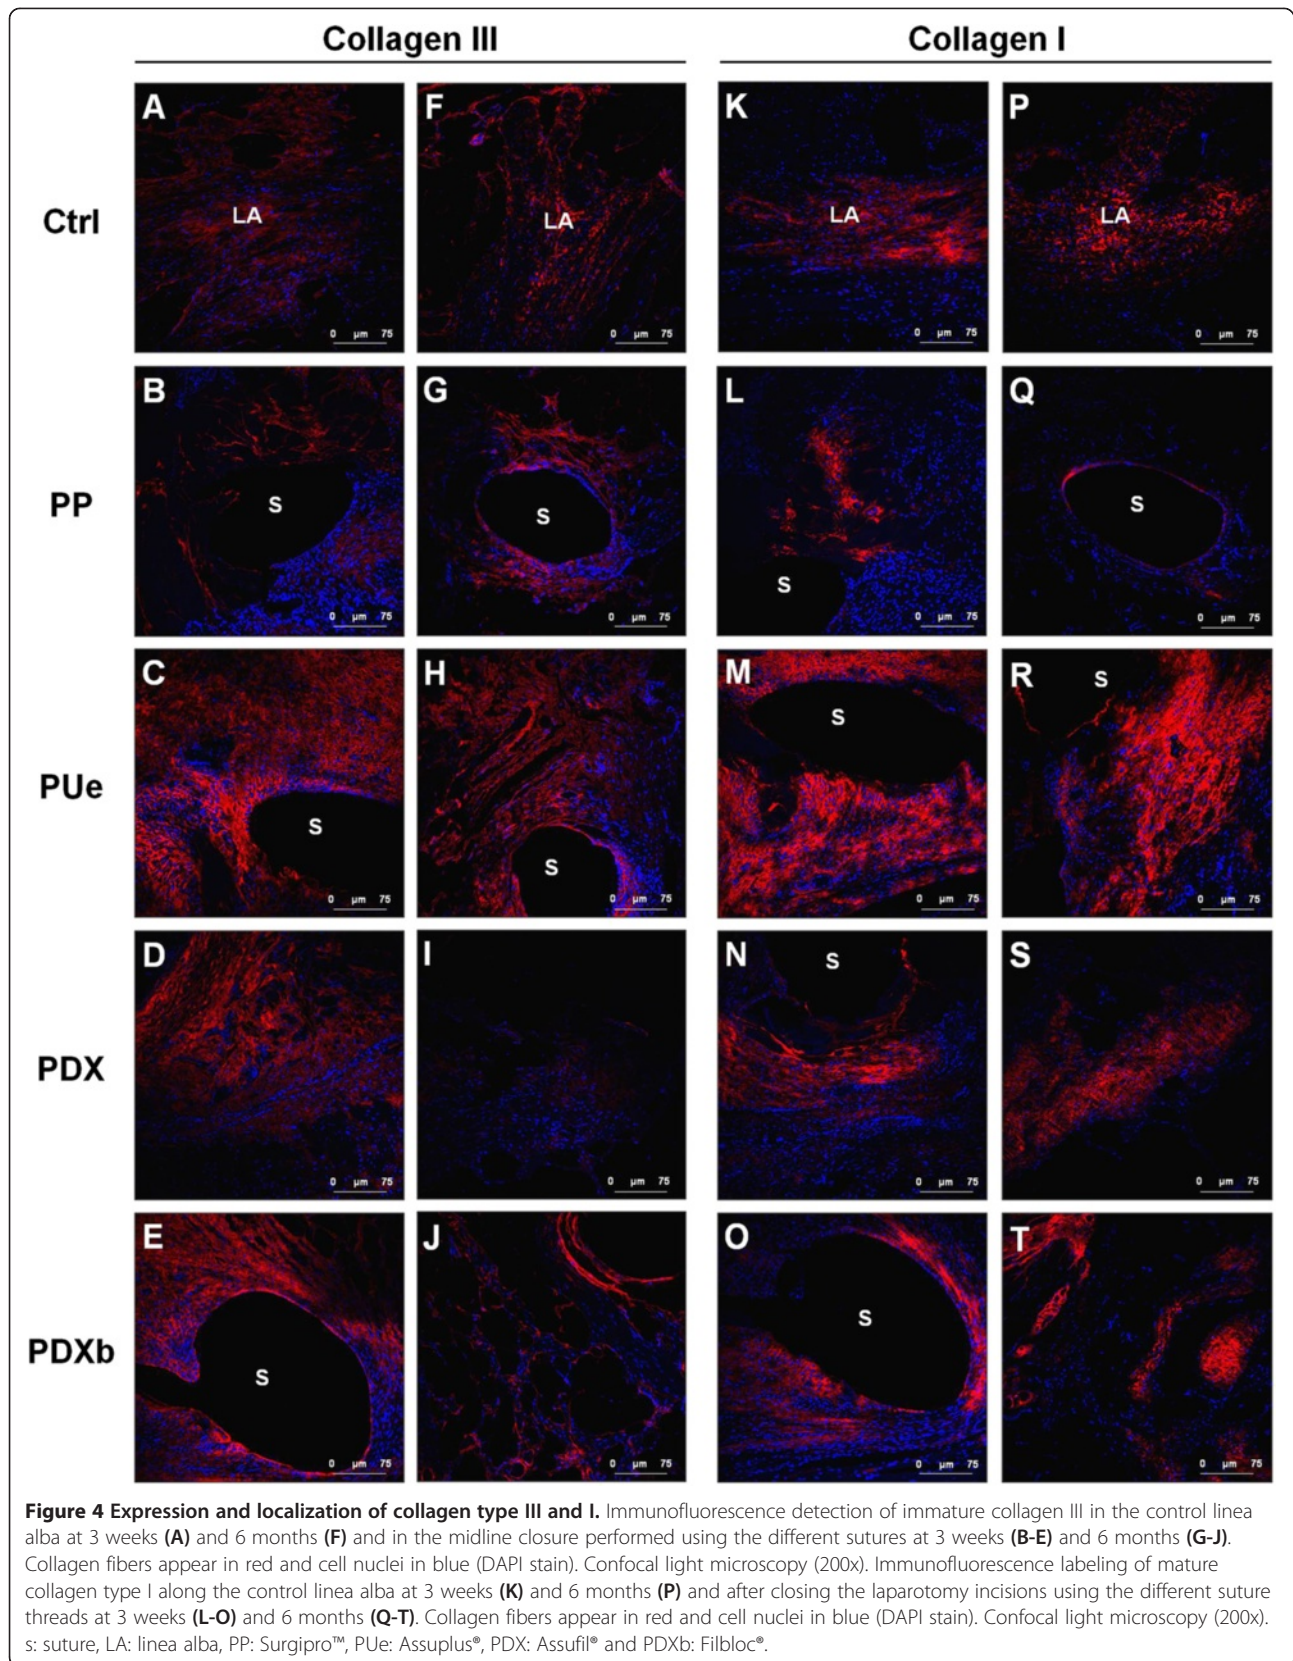 Collagen III
Collagen I
Ctrl
A
LA
0 µm 75
F
LA
0 µm 75
K
LA
0 µm 75
P
LA
0 µm 75
PP
B
S
0 µm 75
G
S
0 µm 75
L
S
0 µm 75
Q
S
0 µm 75
PUe
C
S
0 µm 75
H
S
0 µm 75
M
S
0 µm 75
R
S
0 µm 75
PDX
D
0 µm 75
I
0 µm 75
N
S
0 µm 75
S
0 µm 75
PDXb
E
S
0 µm 75
J
0 µm 75
O
S
0 µm 75
T
0 µm 75
Figure 4 Expression and localization of collagen type III and I. Immunofluorescence detection of immature collagen III in the control linea
alba at 3 weeks (A) and 6 months (F) and in the midline closure performed using the different sutures at 3 weeks (B-E) and 6 months (G-J).
Collagen fibers appear in red and cell nuclei in blue (DAPI stain). Confocal light microscopy (200x). Immunofluorescence labeling of mature
collagen type I along the control linea alba at 3 weeks (K) and 6 months (P) and after closing the laparotomy incisions using the different suture
threads at 3 weeks (L-O) and 6 months (Q-T). Collagen fibers appear in red and cell nuclei in blue (DAPI stain). Confocal light microscopy (200x).
s: suture, LA: linea alba, PP: Surgipro™, PUe: Assuplus®, PDX: Assufil® and PDXb: Filbloc®.